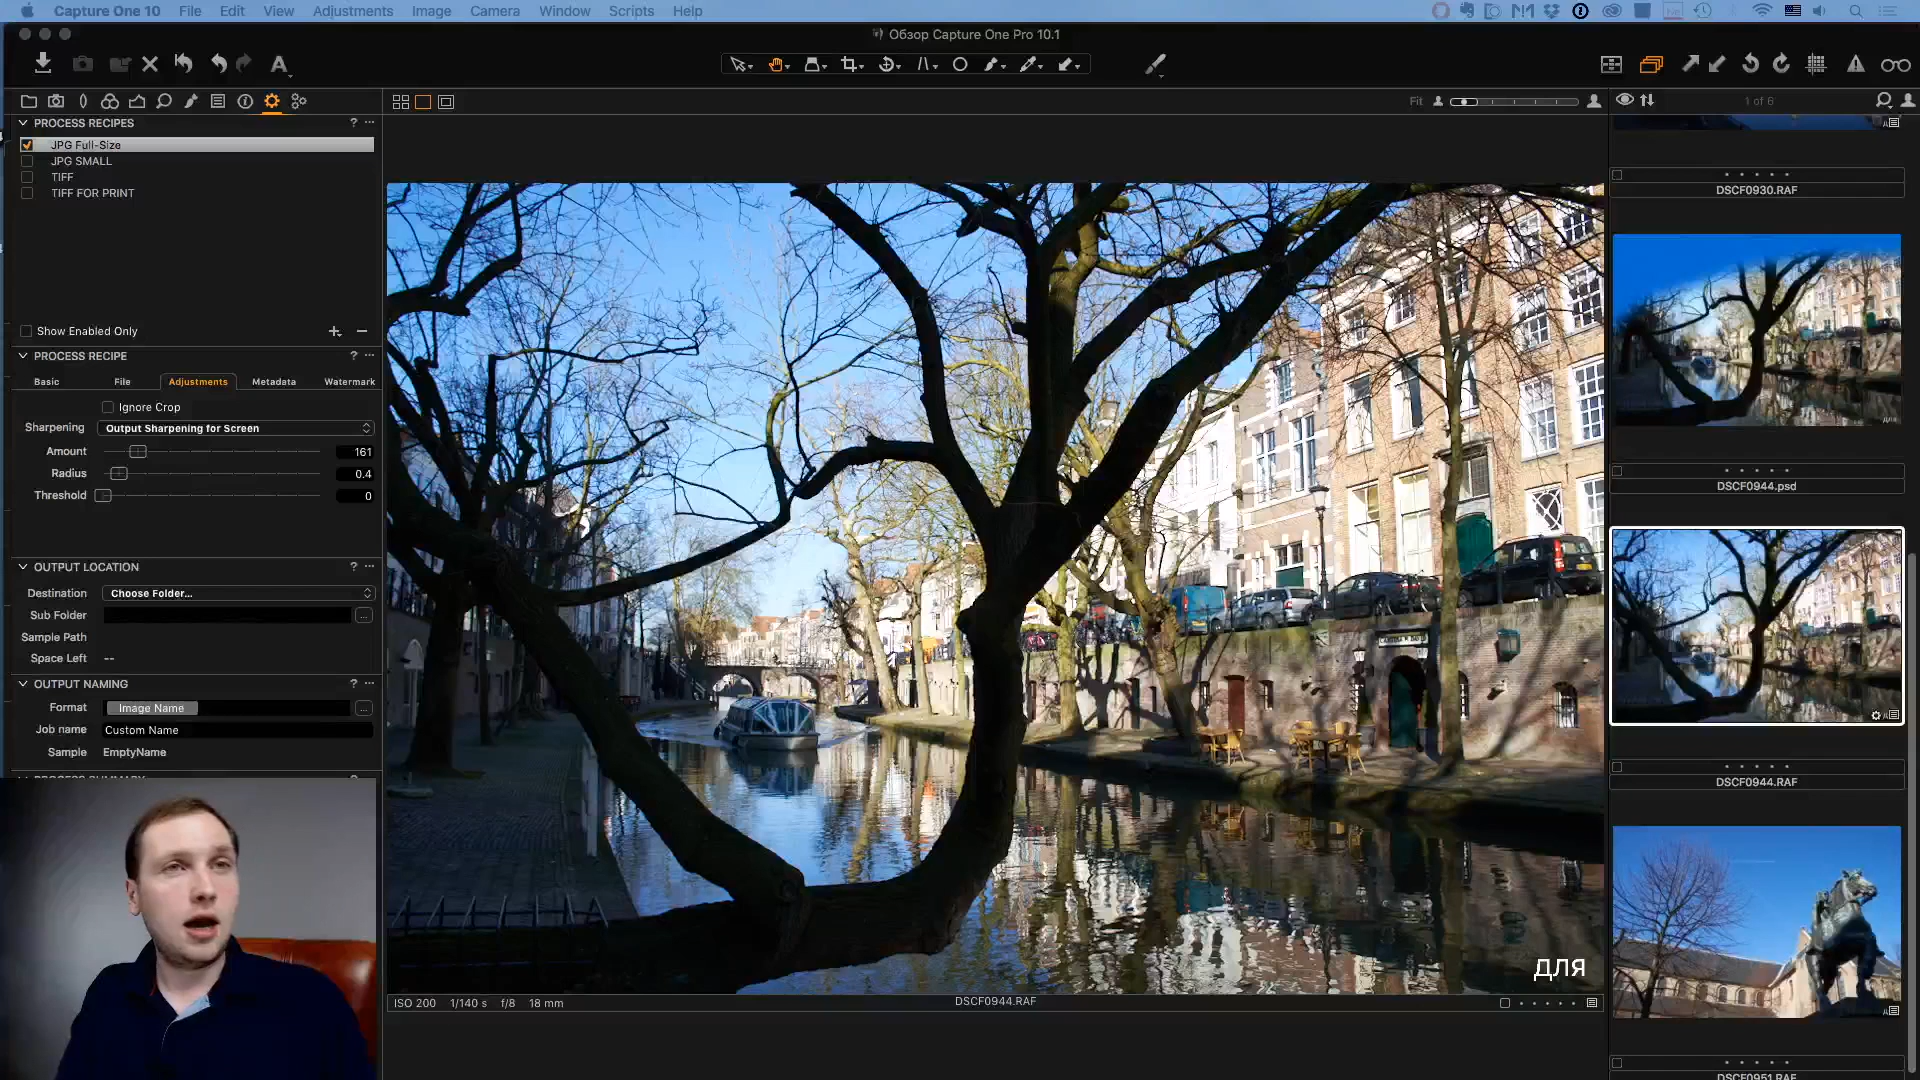 Capture One 10 File Edit View Adjustments Image Camera Window Scripts Help
Обзор Capture One Pro 10.1
Fit
1 of 6
PROCESS RECIPES ? ...
JPG Full-Size
JPG SMALL
TIFF
TIFF FOR PRINT
Show Enabled Only + −
PROCESS RECIPE ? ...
Basic File Adjustments Metadata Watermark
Ignore Crop
Sharpening Output Sharpening for Screen
Amount 161
Radius 0.4
Threshold 0
OUTPUT LOCATION ? ...
Destination Choose Folder...
Sub Folder ...
Sample Path
Space Left --
OUTPUT NAMING ? ...
Format Image Name ...
Job name Custom Name
Sample EmptyName
PROCESS SUMMARY ?
для
ISO 200 1/140 s f/8 18 mm
DSCF0944.RAF
DSCF0930.RAF
DSCF0944.psd
DSCF0944.RAF
DSCF0951.RAF